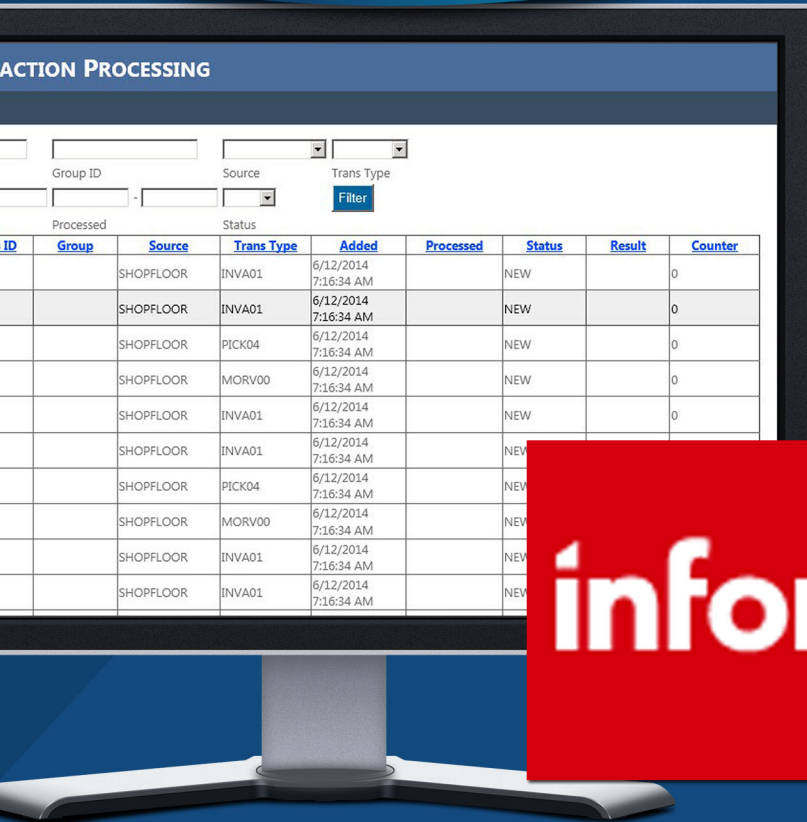 ACTION PROCESSING
Group ID Source Trans Type
- Filter
Processed Status
ID Group Source Trans Type Added Processed Status Result Counter
SHOPFLOOR INVA01 6/12/2014 7:16:34 AM NEW 0
SHOPFLOOR INVA01 6/12/2014 7:16:34 AM NEW 0
SHOPFLOOR PICK04 6/12/2014 7:16:34 AM NEW 0
SHOPFLOOR MORV00 6/12/2014 7:16:34 AM NEW 0
SHOPFLOOR INVA01 6/12/2014 7:16:34 AM NEW 0
SHOPFLOOR INVA01 6/12/2014 7:16:34 AM NEW
SHOPFLOOR PICK04 6/12/2014 7:16:34 AM NEW
SHOPFLOOR MORV00 6/12/2014 7:16:34 AM NEW
SHOPFLOOR INVA01 6/12/2014 7:16:34 AM NEW
SHOPFLOOR INVA01 6/12/2014 7:16:34 AM NEW
infor